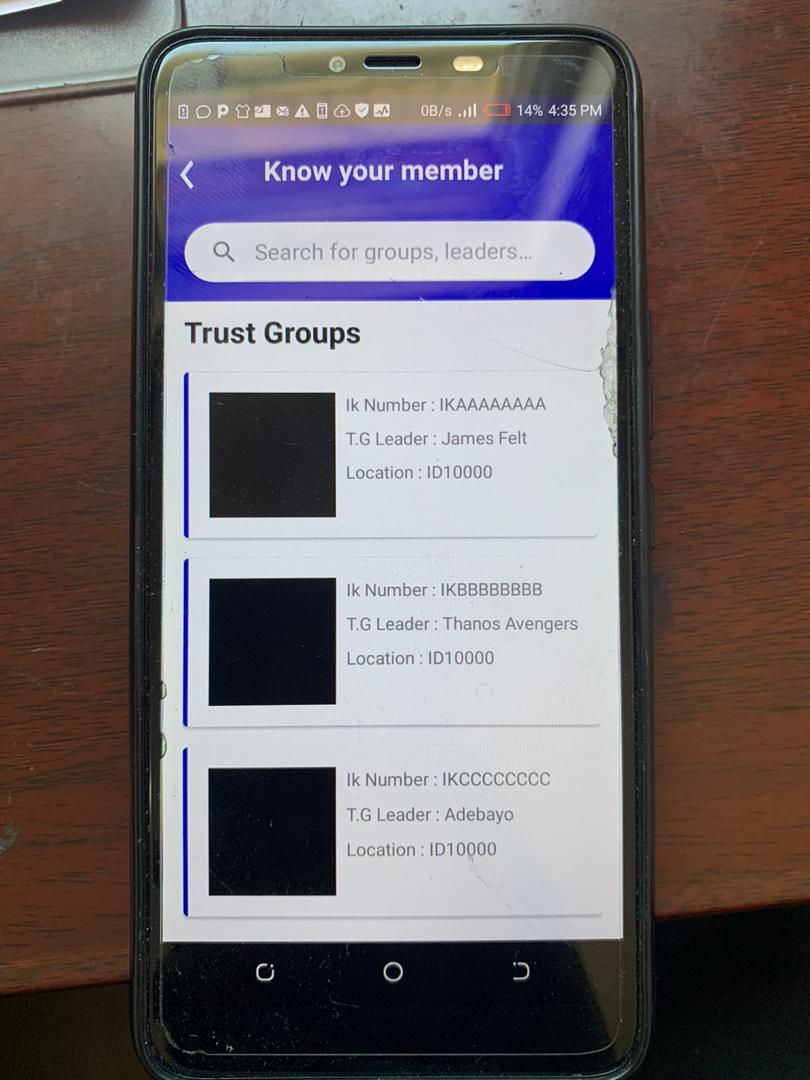 0B/s 14% 4:35 PM
Know your member
Search for groups, leaders...
Trust Groups
Ik Number : IKAAAAAAAA
T.G Leader : James Felt
Location : ID10000
Ik Number : IKBBBBBBBB
T.G Leader : Thanos Avengers
Location : ID10000
Ik Number : IKCCCCCCCC
T.G Leader : Adebayo
Location : ID10000